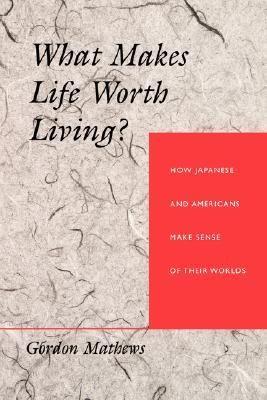 What Makes
Life Worth
Living?
HOW JAPANESE
AND AMERICANS
MAKE SENSE
OF THEIR WORLDS
Gordon Mathews